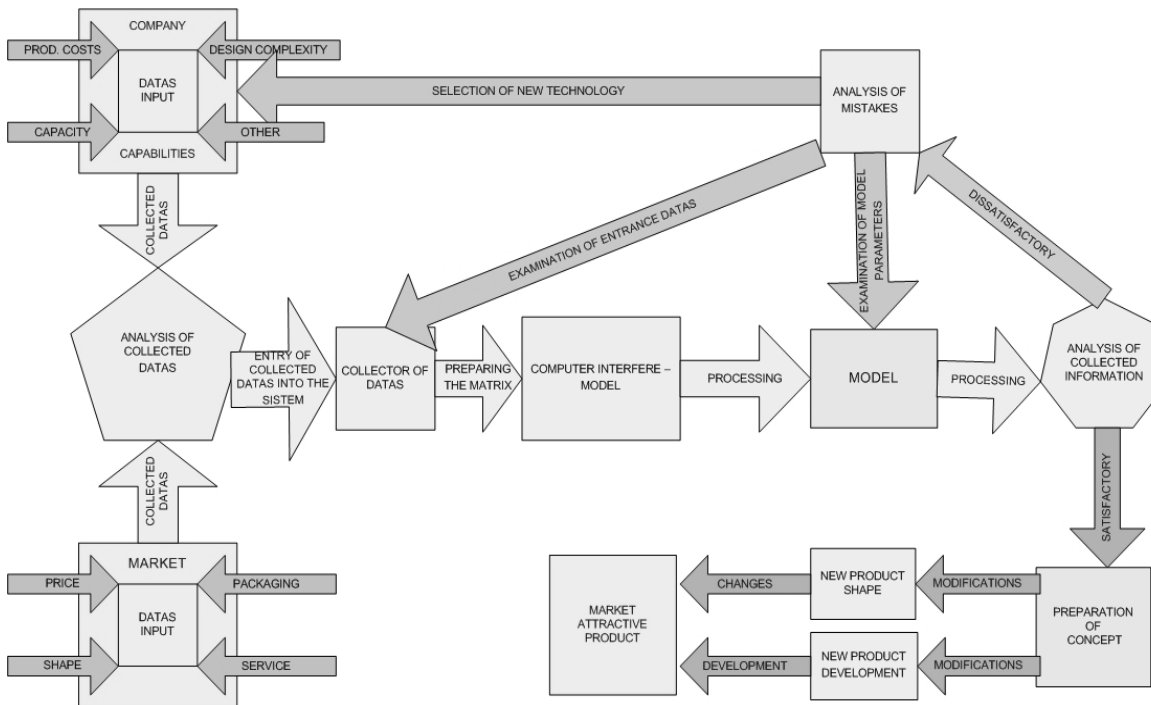 COMPANY
PROD. COSTS
DESIGN COMPLEXITY
DATAS
INPUT
CAPACITY
OTHER
CAPABILITIES
SELECTION OF NEW TECHNOLOGY
ANALYSIS OF
MISTAKES
COLLECTED
DATAS
EXAMINATION OF ENTRANCE DATAS
EXAMINATION OF MODEL
PARAMETERS
DISSATISFACTORY
ANALYSIS OF
COLLECTED
DATAS
ENTRY OF
COLLECTED
DATAS INTO THE
SISTEM
COLLECTOR OF
DATAS
PREPARING
THE MATRIX
COMPUTER INTERFERE –
MODEL
PROCESSING
MODEL
PROCESSING
ANALYSIS OF
COLLECTED
INFORMATION
COLLECTED
DATAS
SATISFACTORY
MARKET
PRICE
PACKAGING
DATAS
INPUT
SHAPE
SERVICE
MARKET
ATTRACTIVE
PRODUCT
CHANGES
NEW PRODUCT
SHAPE
MODIFICATIONS
DEVELOPMENT
NEW PRODUCT
DEVELOPMENT
MODIFICATIONS
PREPARATION
OF
CONCEPT